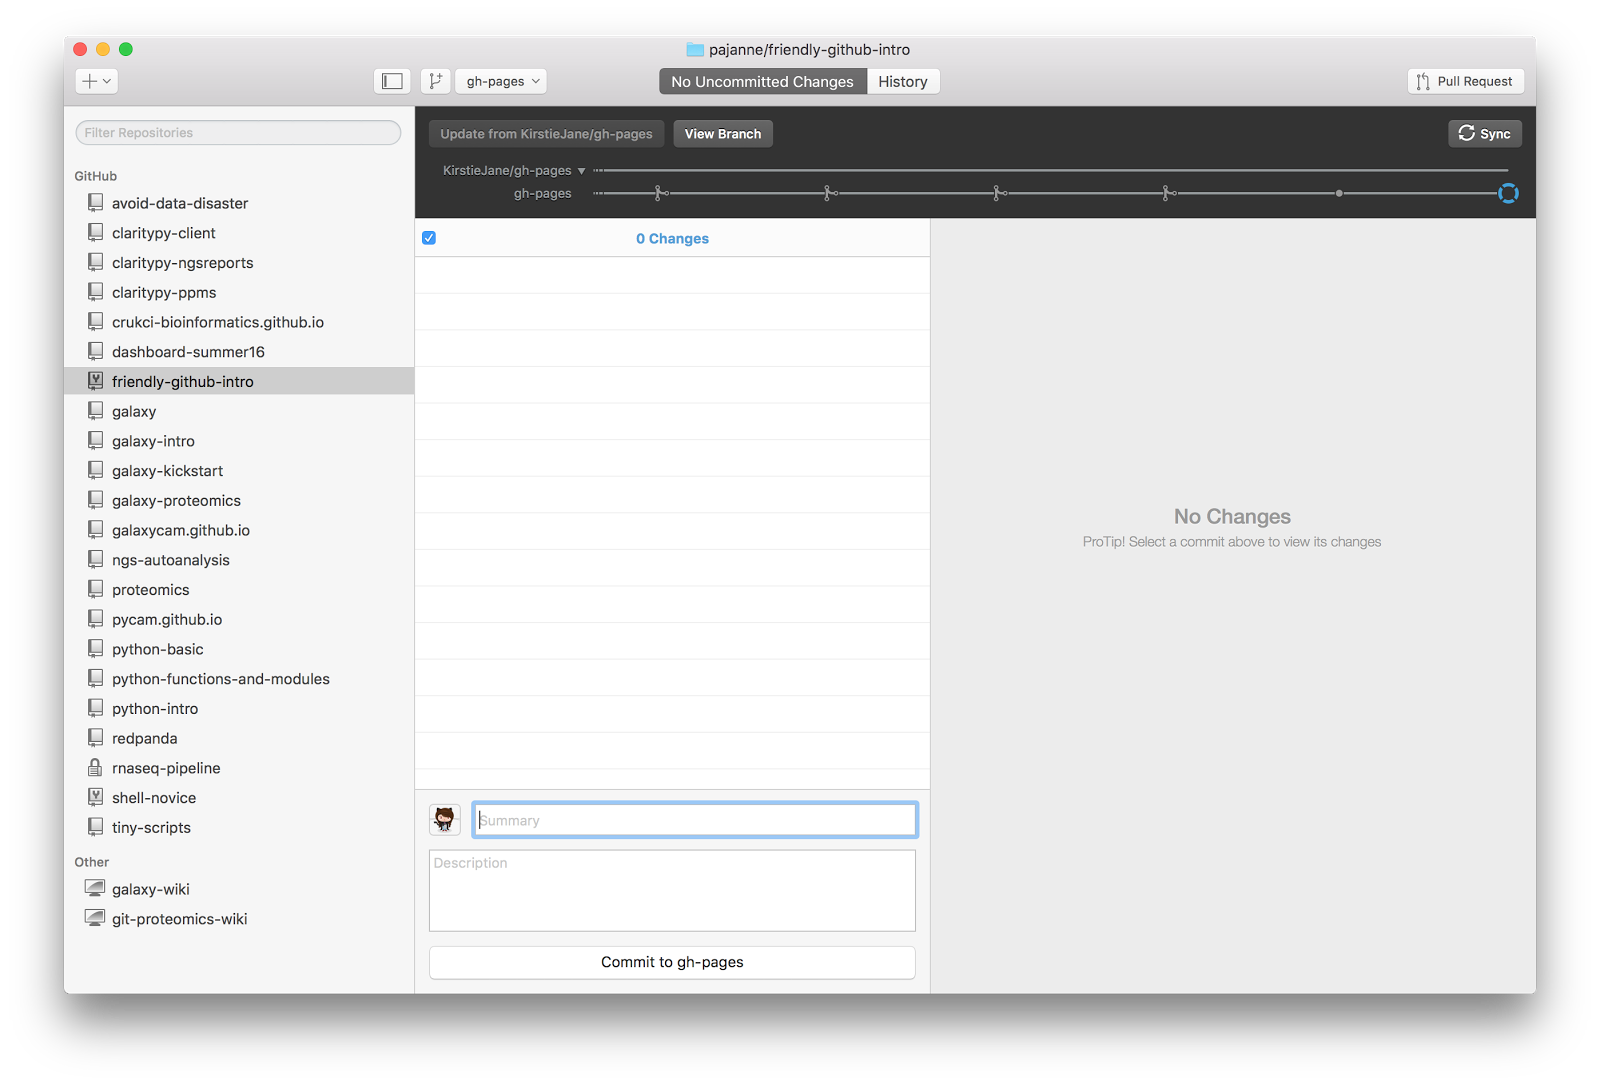 pajanne/friendly-github-intro
gh-pages
No Uncommitted Changes
History
Pull Request
Filter Repositories
GitHub
avoid-data-disaster
claritypy-client
claritypy-ngsreports
claritypy-ppms
crukci-bioinformatics.github.io
dashboard-summer16
friendly-github-intro
galaxy
galaxy-intro
galaxy-kickstart
galaxy-proteomics
galaxycam.github.io
ngs-autoanalysis
proteomics
pycam.github.io
python-basic
python-functions-and-modules
python-intro
redpanda
rnaseq-pipeline
shell-novice
tiny-scripts
Other
galaxy-wiki
git-proteomics-wiki
Update from KirstieJane/gh-pages
View Branch
Sync
KirstieJane/gh-pages
gh-pages
0 Changes
Summary
Description
Commit to gh-pages
No Changes
ProTip! Select a commit above to view its changes